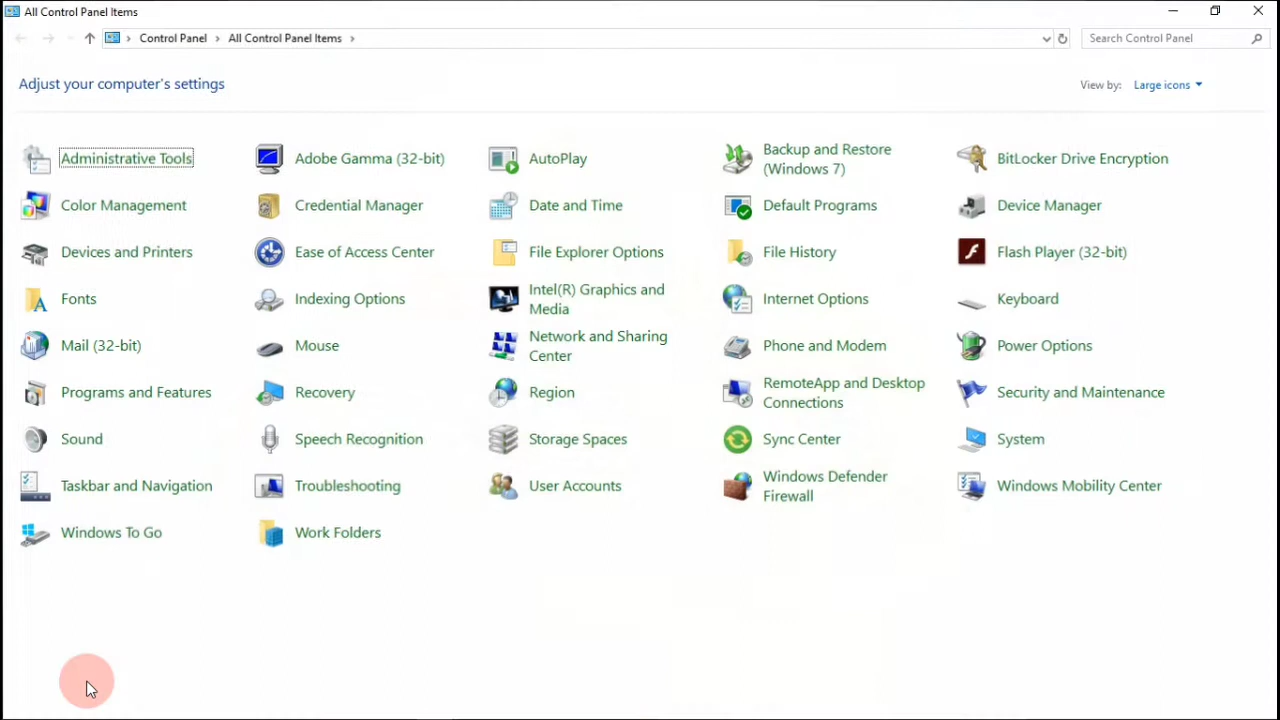 All Control Panel Items
Control Panel > All Control Panel Items >
Search Control Panel
Adjust your computer's settings
View by: Large icons
Administrative Tools
Adobe Gamma (32-bit)
AutoPlay
Backup and Restore
(Windows 7)
BitLocker Drive Encryption
Color Management
Credential Manager
Date and Time
Default Programs
Device Manager
Devices and Printers
Ease of Access Center
File Explorer Options
File History
Flash Player (32-bit)
Fonts
Indexing Options
Intel(R) Graphics and
Media
Internet Options
Keyboard
Mail (32-bit)
Mouse
Network and Sharing
Center
Phone and Modem
Power Options
Programs and Features
Recovery
Region
RemoteApp and Desktop
Connections
Security and Maintenance
Sound
Speech Recognition
Storage Spaces
Sync Center
System
Taskbar and Navigation
Troubleshooting
User Accounts
Windows Defender
Firewall
Windows Mobility Center
Windows To Go
Work Folders